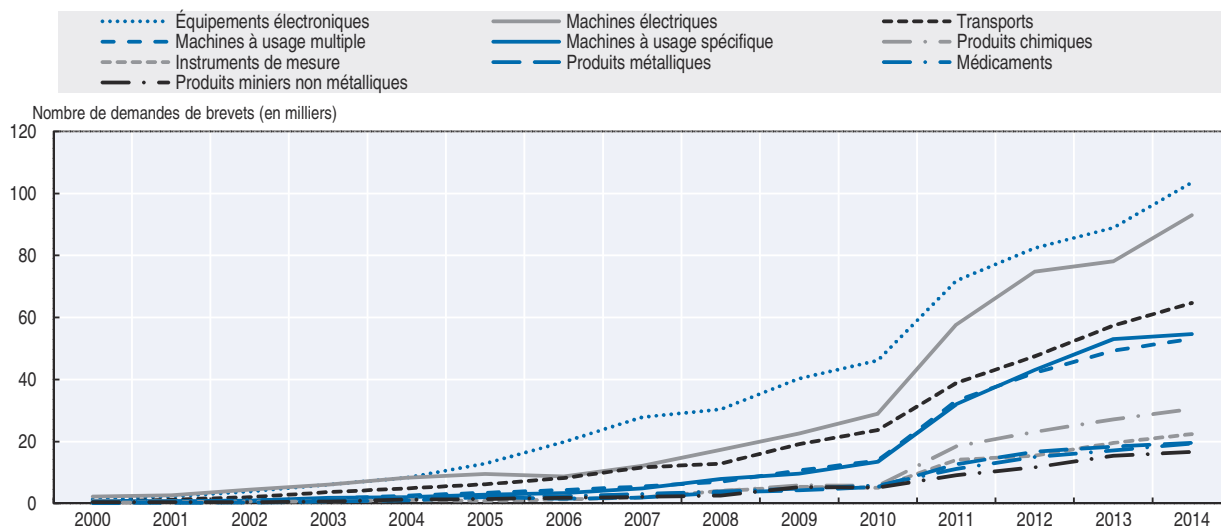 Équipements électroniques Machines électriques Transports
Machines à usage multiple Machines à usage spécifique Produits chimiques
Instruments de mesure Produits métalliques Médicaments
Produits miniers non métalliques
Nombre de demandes de brevets (en milliers)
120
100
80
60
40
20
0
2000 2001 2002 2003 2004 2005 2006 2007 2008 2009 2010 2011 2012 2013 2014